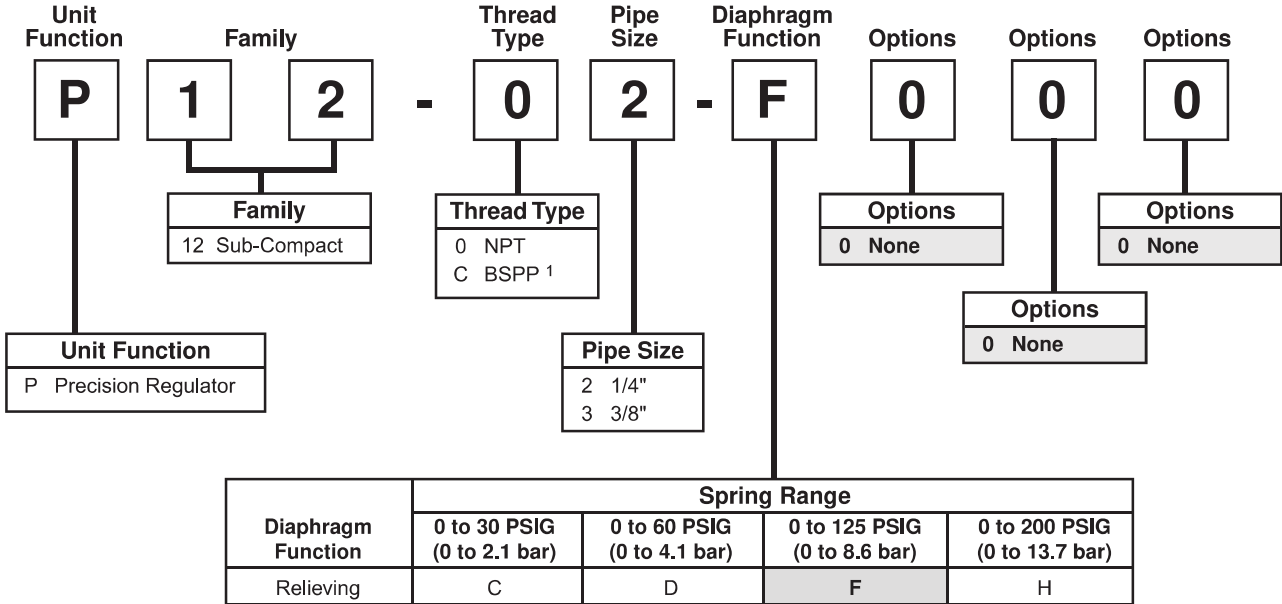 Unit Function
Family
Thread Type
Pipe Size
Diaphragm Function
Options
Options
Options
P 1 2 - 0 2 - F 0 0 0
Family
12 Sub-Compact
Thread Type
0 NPT
C BSPP 1
Options
0 None
Options
0 None
Options
0 None
Unit Function
P Precision Regulator
Pipe Size
2 1/4"
3 3/8"
Diaphragm Function
Spring Range
0 to 30 PSIG (0 to 2.1 bar)
0 to 60 PSIG (0 to 4.1 bar)
0 to 125 PSIG (0 to 8.6 bar)
0 to 200 PSIG (0 to 13.7 bar)
Relieving C D F H